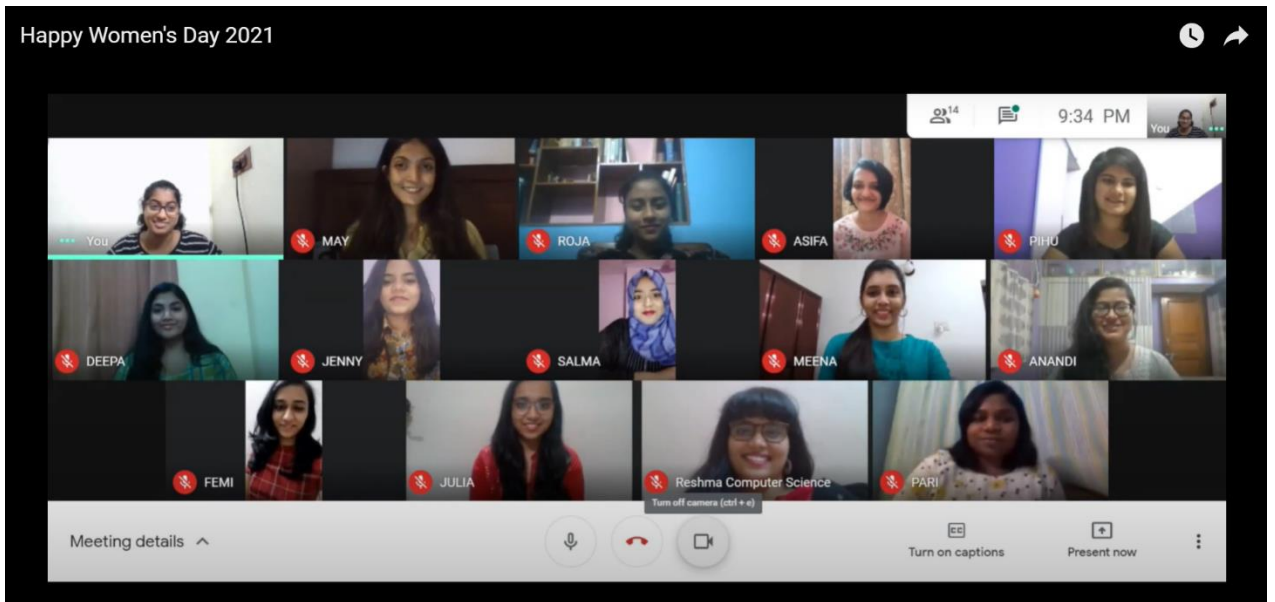 Happy Women's Day 2021
14
9:34 PM
You
You
MAY
ROJA
ASIFA
PIHU
DEEPA
JENNY
SALMA
MEENA
ANANDI
FEMI
JULIA
Reshma Computer Science
PARI
Turn off camera (ctrl + e)
Meeting details
CC
Turn on captions
Present now